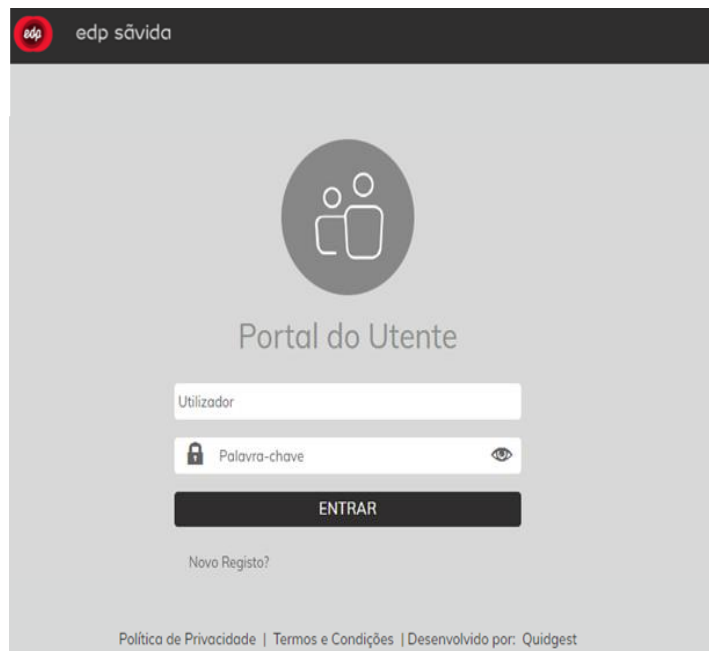 edp edp sãvida
Portal do Utente
Utilizador
Palavra-chave
ENTRAR
Novo Registo?
Política de Privacidade | Termos e Condições | Desenvolvido por: Quidgest